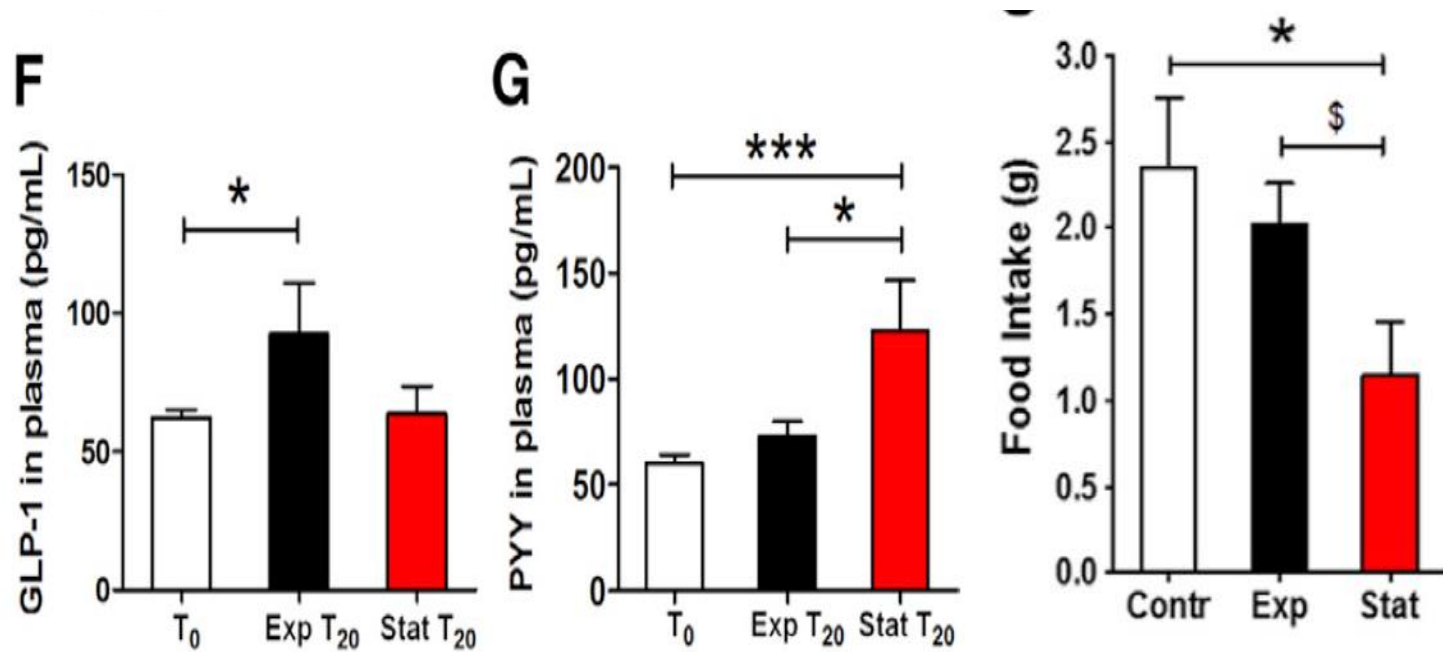 F
GLP-1 in plasma (pg/mL)
150
100
50
0
*
T0
Exp T20
Stat T20
G
PYY in plasma (pg/mL)
200
150
100
50
0
***
*
T0
Exp T20
Stat T20
Food Intake (g)
3.0
2.5
2.0
1.5
1.0
0.5
0.0
*
$
Contr
Exp
Stat